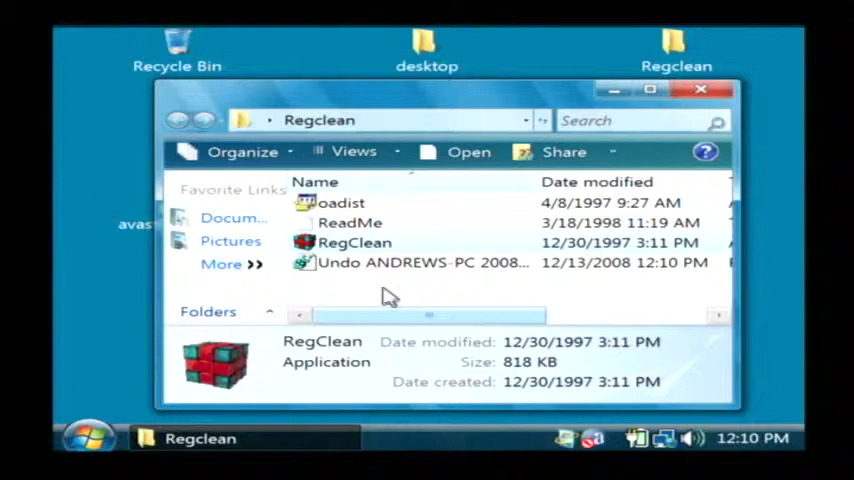 Recycle Bin
desktop
Regclean
Regclean
Search
Organize Views Open Share
Favorite Links
Name Date modified
oadist 4/8/1997 9:27 AM
ReadMe 3/18/1998 11:19 AM
RegClean 12/30/1997 3:11 PM
Undo ANDREWS-PC 2008... 12/13/2008 12:10 PM
Docum...
Pictures
More
Folders
avas
RegClean
Application
Date modified: 12/30/1997 3:11 PM
Size: 818 KB
Date created: 12/30/1997 3:11 PM
Regclean
12:10 PM